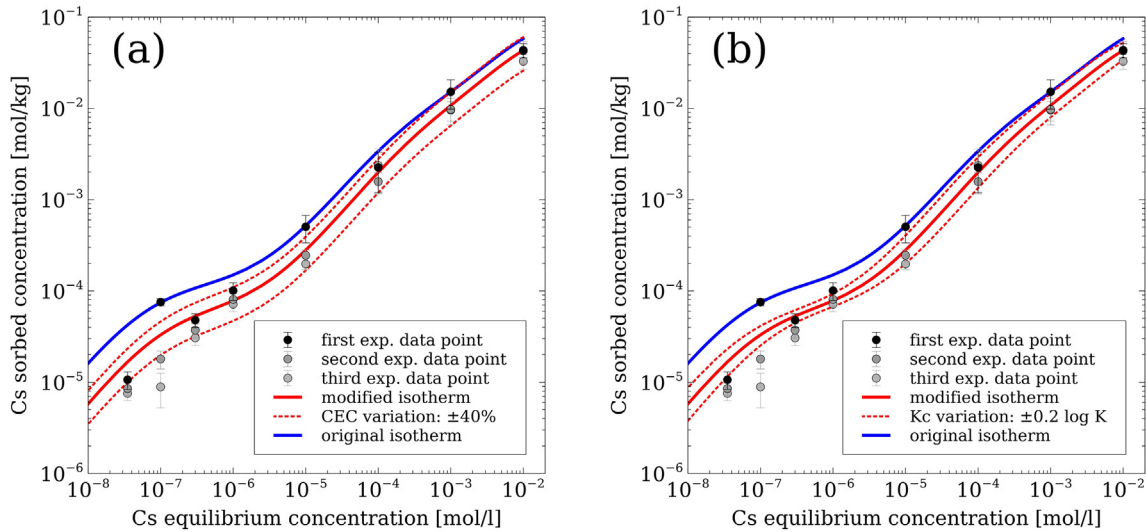 (a)
Cs sorbed concentration [mol/kg]
10⁻¹
10⁻²
10⁻³
10⁻⁴
10⁻⁵
10⁻⁶
first exp. data point
second exp. data point
third exp. data point
modified isotherm
CEC variation: ±40%
original isotherm
10⁻⁸ 10⁻⁷ 10⁻⁶ 10⁻⁵ 10⁻⁴ 10⁻³ 10⁻²
Cs equilibrium concentration [mol/l]
(b)
Cs sorbed concentration [mol/kg]
10⁻¹
10⁻²
10⁻³
10⁻⁴
10⁻⁵
10⁻⁶
first exp. data point
second exp. data point
third exp. data point
modified isotherm
Kc variation: ±0.2 log K
original isotherm
10⁻⁸ 10⁻⁷ 10⁻⁶ 10⁻⁵ 10⁻⁴ 10⁻³ 10⁻²
Cs equilibrium concentration [mol/l]